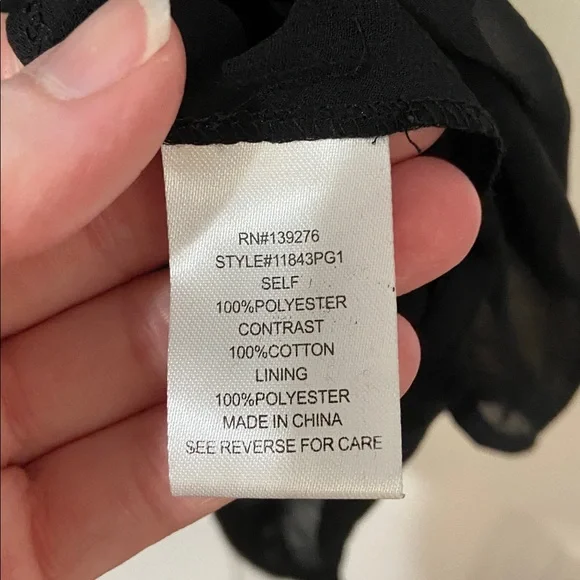 RN#139276
STYLE#11843PG1
SELF
100%POLYESTER
CONTRAST
100%COTTON
LINING
100%POLYESTER
MADE IN CHINA
SEE REVERSE FOR CARE